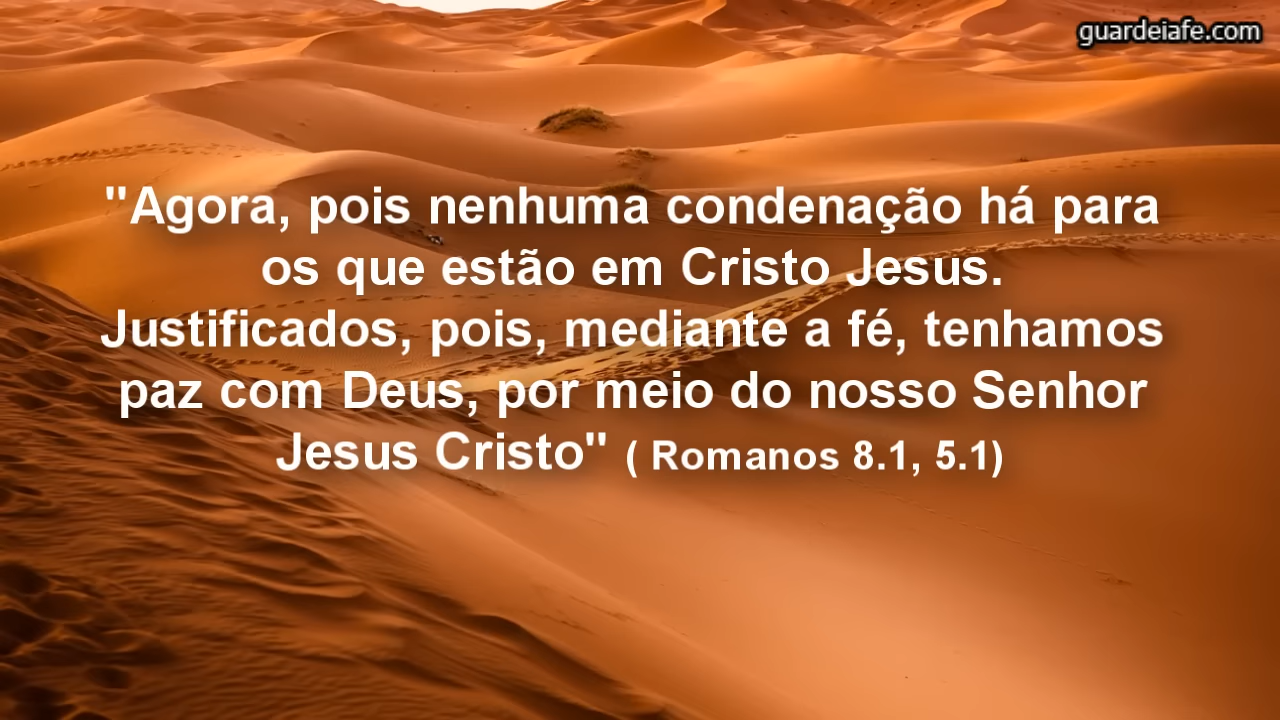 guardeiafe.com
"Agora, pois nenhuma condenação há para
os que estão em Cristo Jesus.
Justificados, pois, mediante a fé, tenhamos
paz com Deus, por meio do nosso Senhor
Jesus Cristo" ( Romanos 8.1, 5.1)